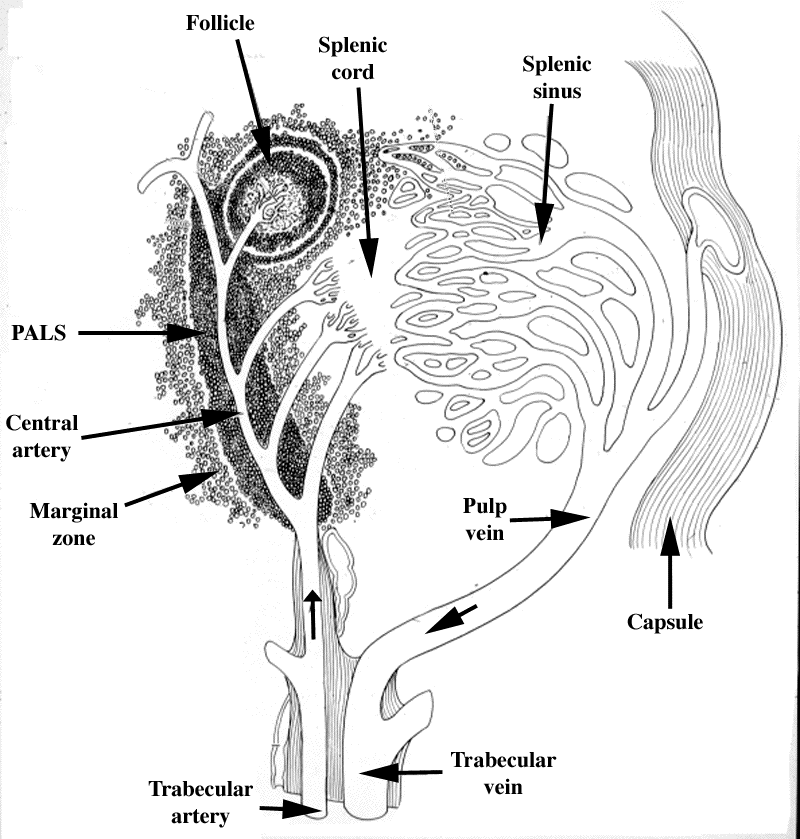 Follicle
Splenic
cord
Splenic
sinus
PALS
Central
artery
Marginal
zone
Pulp
vein
Capsule
Trabecular
vein
Trabecular
artery